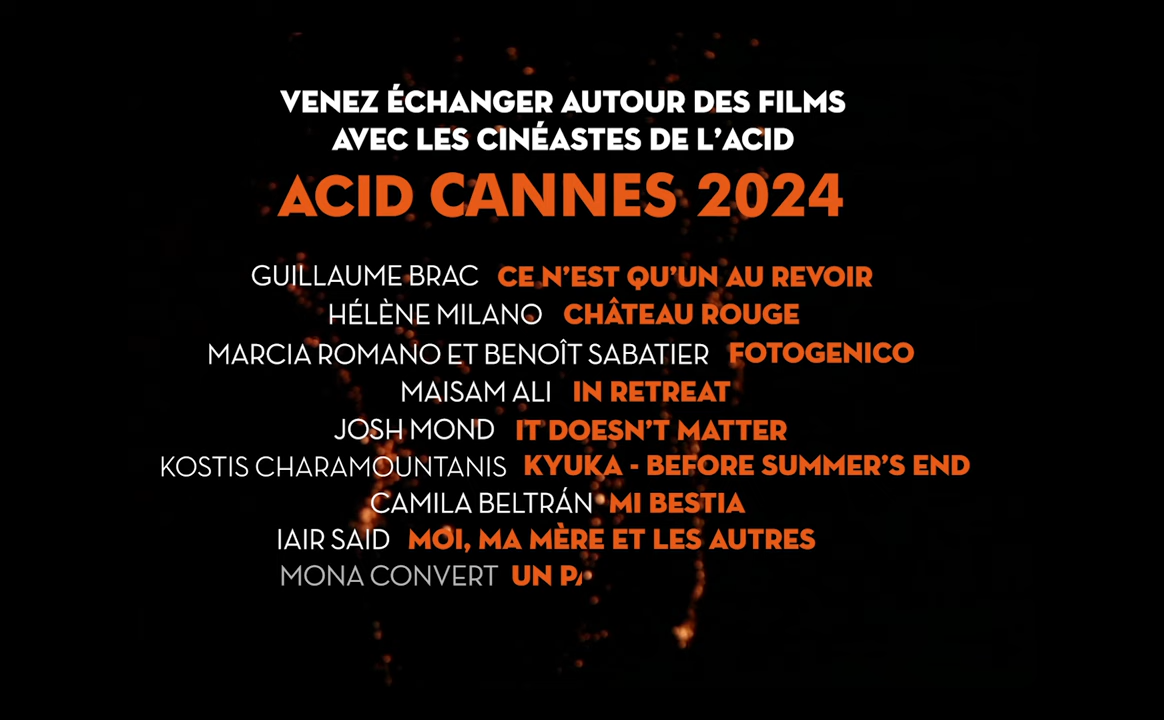 VENEZ ÉCHANGER AUTOUR DES FILMS
AVEC LES CINÉASTES DE L'ACID
ACID CANNES 2024
GUILLAUME BRAC CE N'EST QU'UN AU REVOIR
HÉLÈNE MILANO CHÂTEAU ROUGE
MARCIA ROMANO ET BENOÎT SABATIER FOTOGENICO
MAISAM ALI IN RETREAT
JOSH MOND IT DOESN'T MATTER
KOSTIS CHARAMOUNTANIS KYUKA - BEFORE SUMMER'S END
CAMILA BELTRÁN MI BESTIA
IAIR SAID MOI, MA MÈRE ET LES AUTRES
MONA CONVERT UN